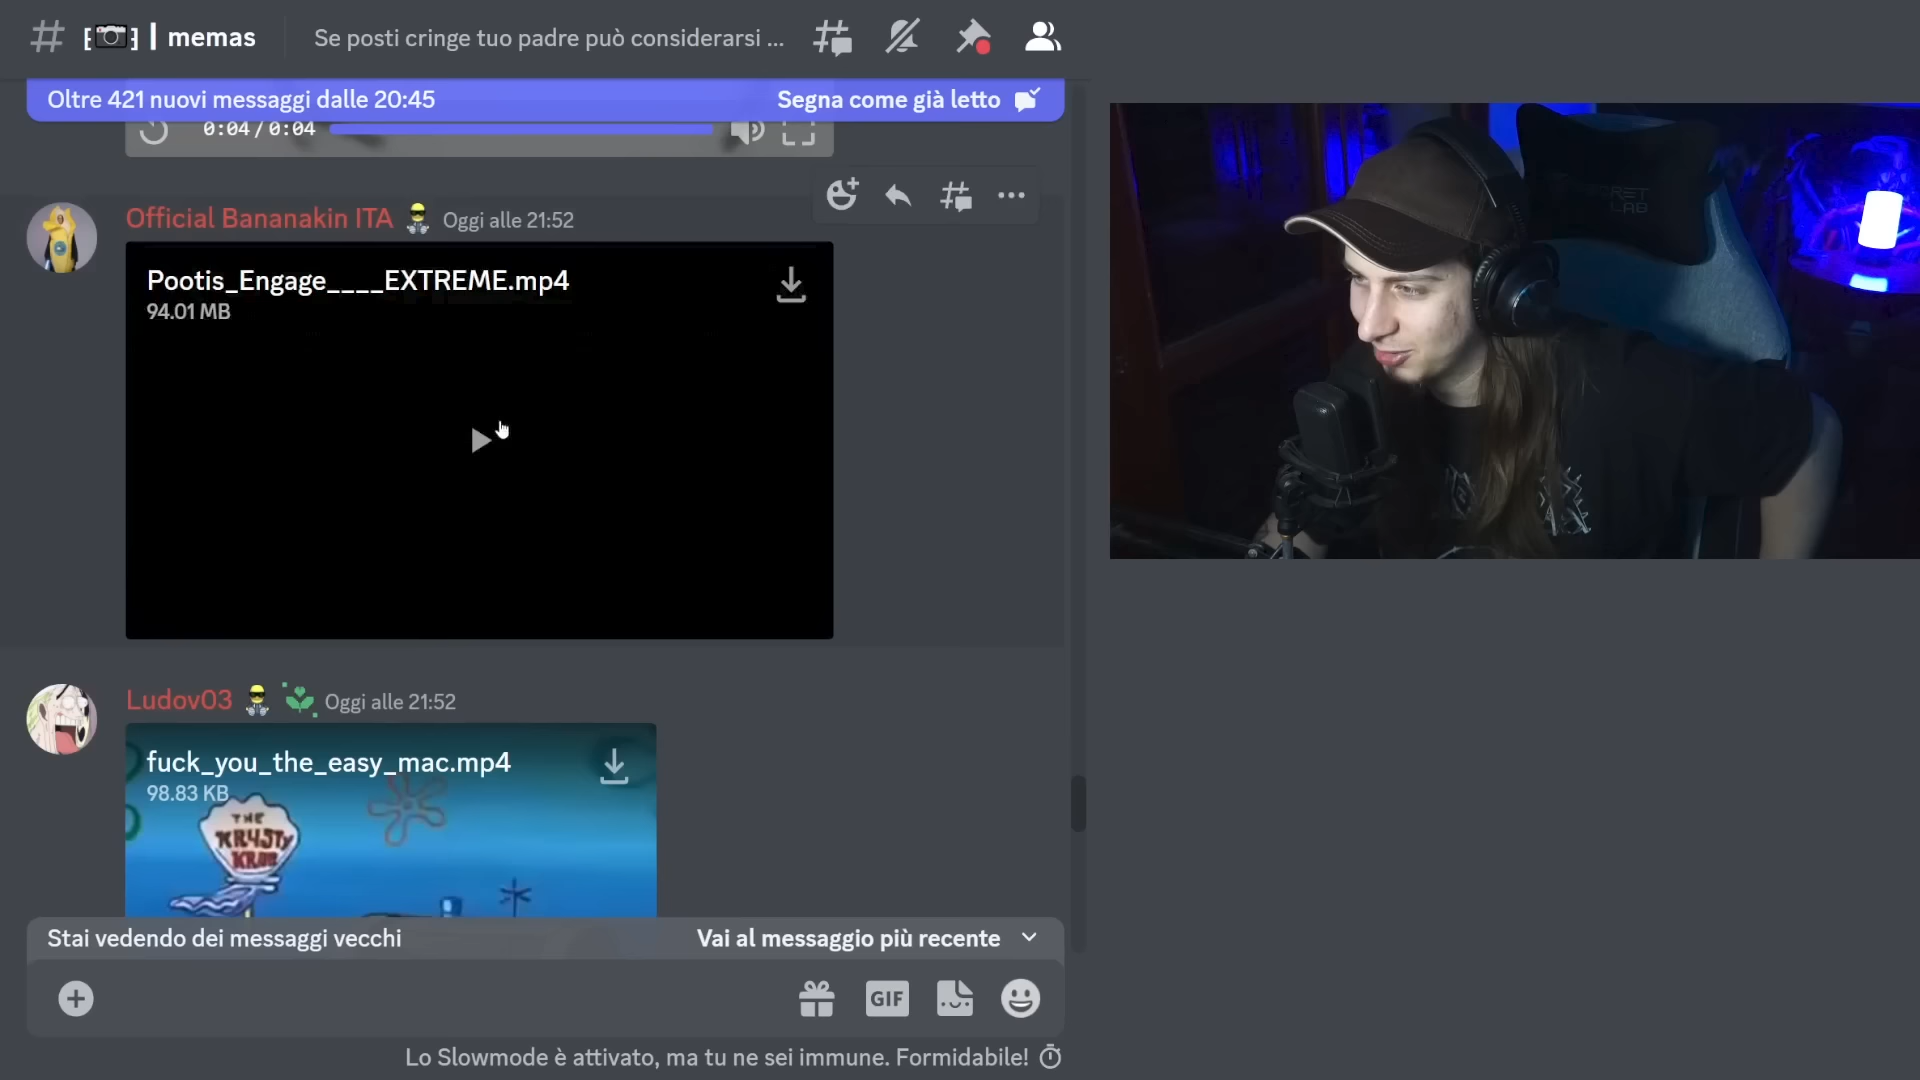 [📷] | memas
Se posti cringe tuo padre può considerarsi ...
Oltre 421 nuovi messaggi dalle 20:45
Segna come già letto
0:04 / 0:04
Official Bananakin ITA
Oggi alle 21:52
Pootis_Engage____EXTREME.mp4
94.01 MB
Ludov03
Oggi alle 21:52
fuck_you_the_easy_mac.mp4
98.83 KB
THE
KRUSTY
KRAB
Stai vedendo dei messaggi vecchi
Vai al messaggio più recente
GIF
Lo Slowmode è attivato, ma tu ne sei immune. Formidabile!